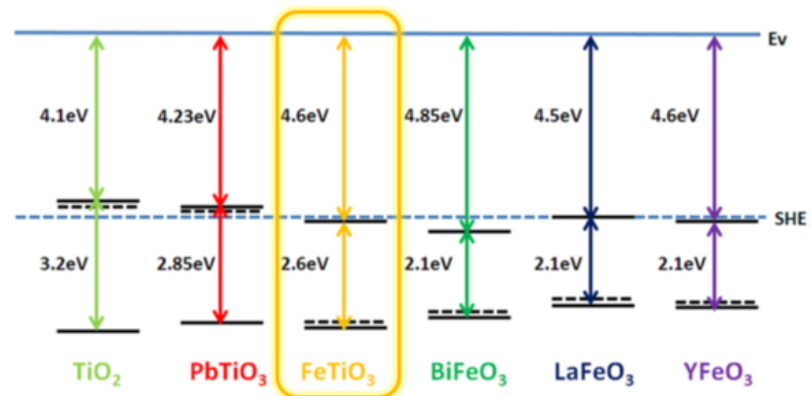 Ev
4.1eV 4.23eV 4.6eV 4.85eV 4.5eV 4.6eV
SHE
3.2eV 2.85eV 2.6eV 2.1eV 2.1eV 2.1eV
TiO₂ PbTiO₃ FeTiO₃ BiFeO₃ LaFeO₃ YFeO₃